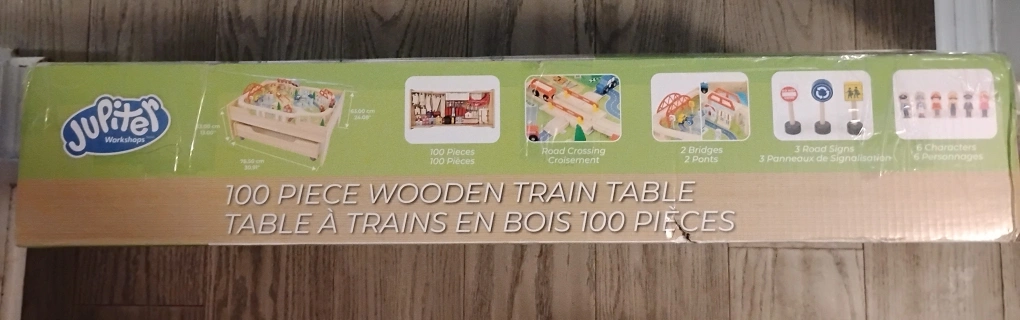 Jupiter
Workshops
100 Pieces
100 Pièces
Road Crossing
Croisement
2 Bridges
2 Ponts
3 Road Signs
3 Panneaux de Signalisation
6 Characters
6 Personnages
100 PIECE WOODEN TRAIN TABLE
TABLE À TRAINS EN BOIS 100 PIÈCES